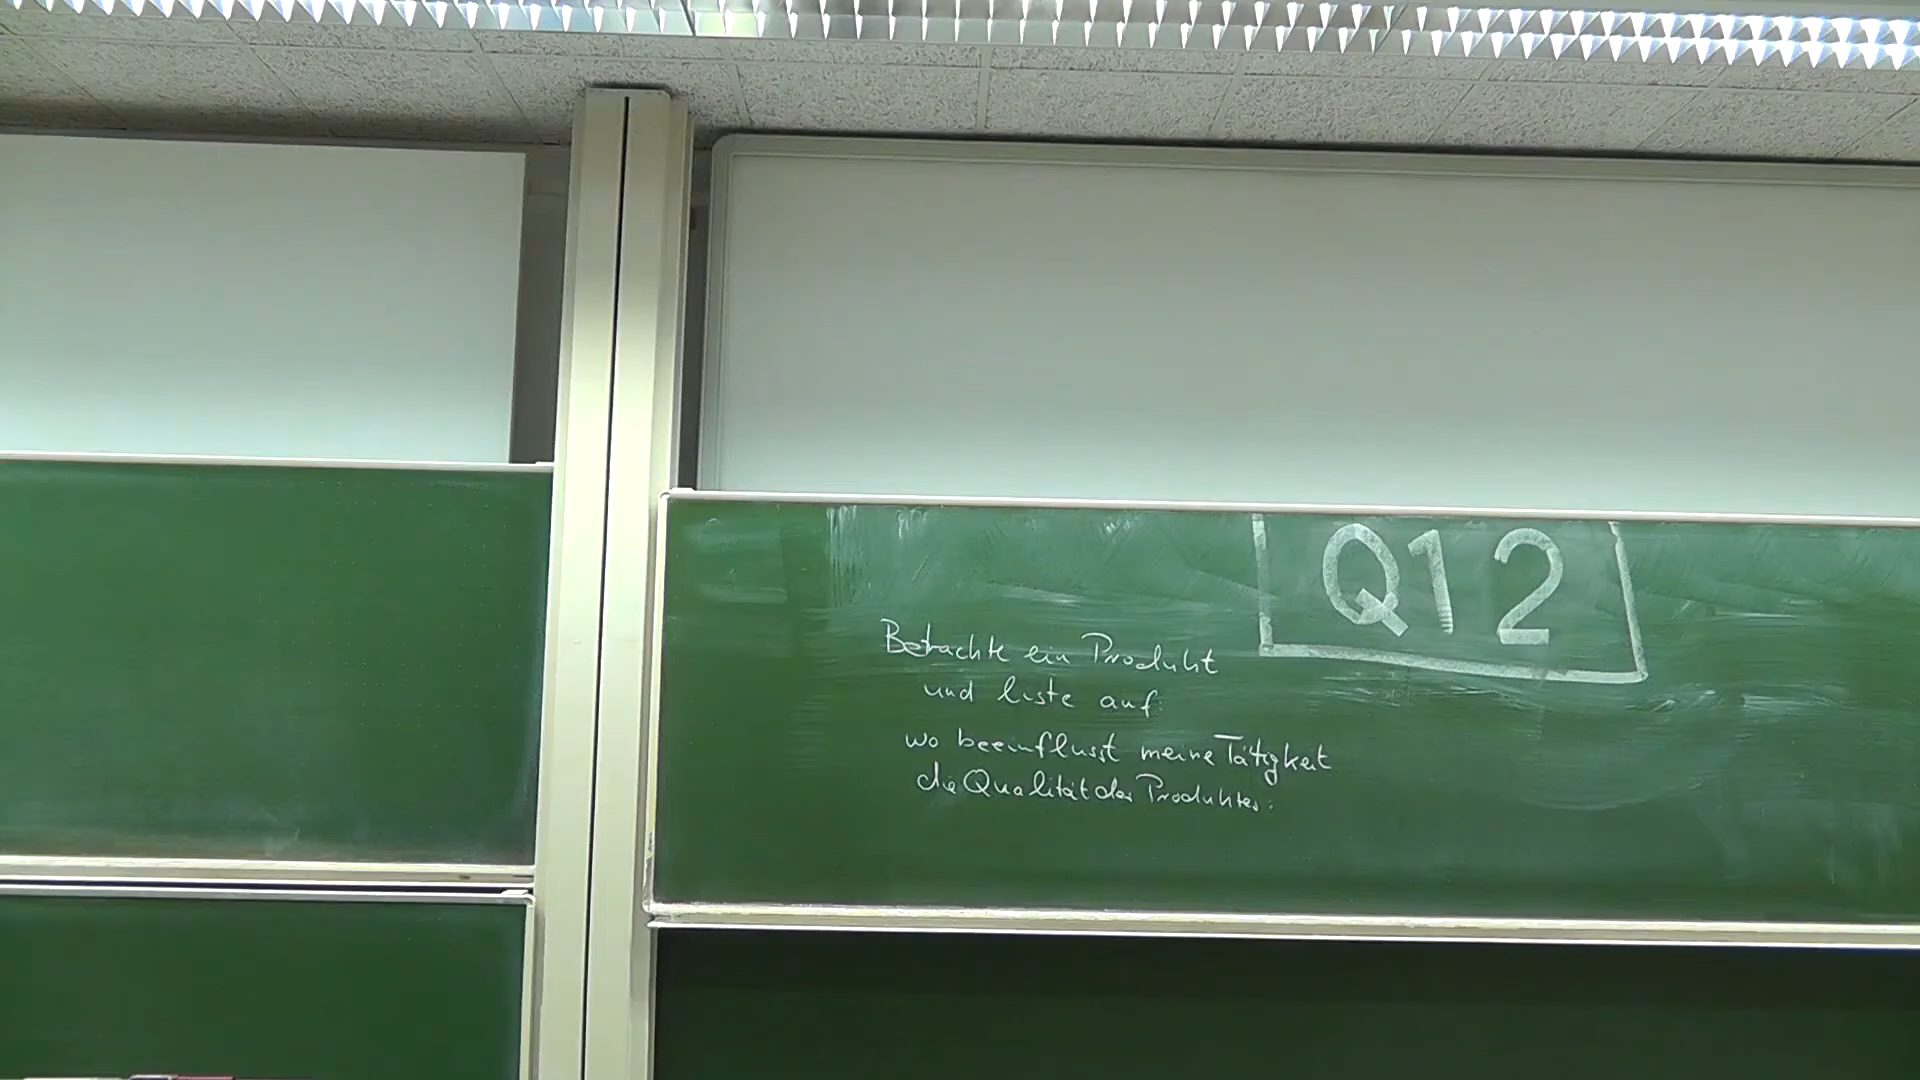 Q12
Betrachte ein Produkt
und liste auf:
wo beeinflusst meine Tätigkeit
die Qualität des Produktes.